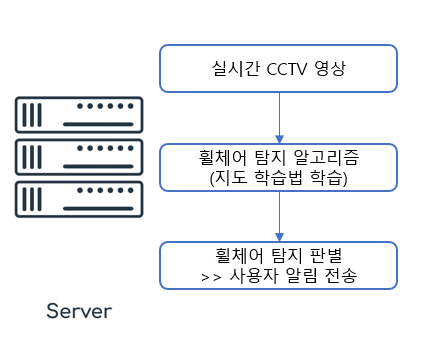 실시간 CCTV 영상
휠체어 탐지 알고리즘
(지도 학습법 학습)
휠체어 탐지 판별
>> 사용자 알림 전송
Server